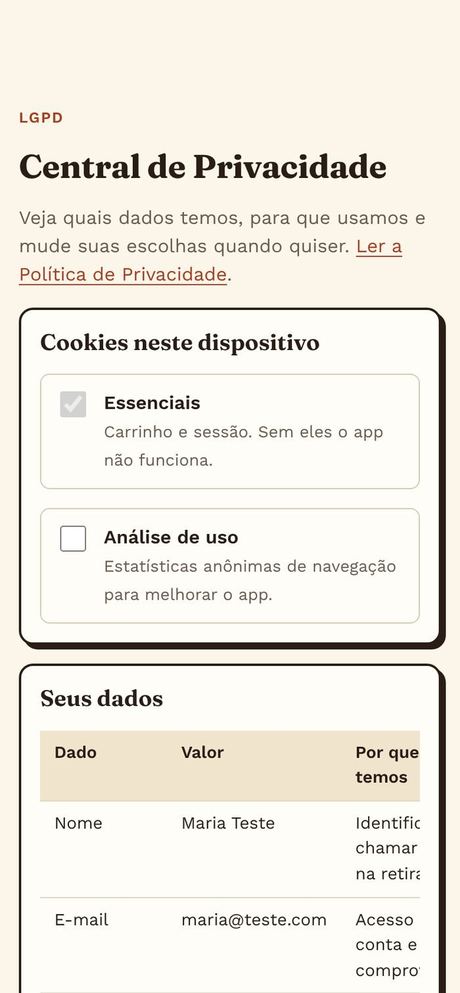 LGPD
Central de Privacidade
Veja quais dados temos, para que usamos e
mude suas escolhas quando quiser. Ler a
Política de Privacidade.
Cookies neste dispositivo
Essenciais
Carrinho e sessão. Sem eles o app
não funciona.
Análise de uso
Estatísticas anônimas de navegação
para melhorar o app.
Seus dados
Dado Valor Por que
temos
Nome Maria Teste
chamar
na
E-mail maria@teste.com Acesso
conta e